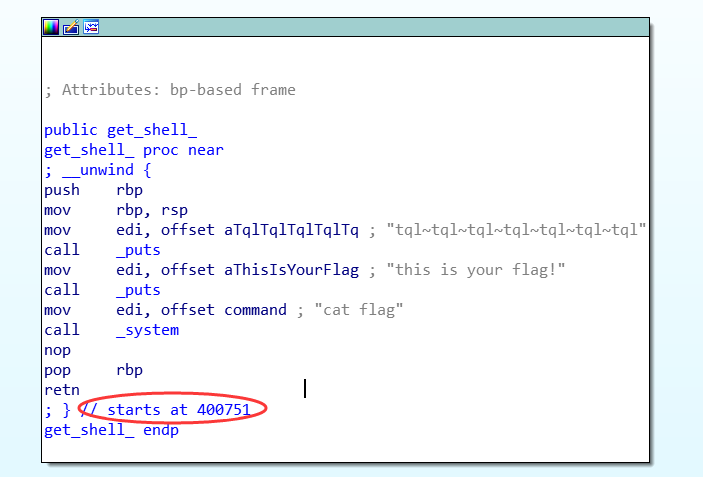 ; Attributes: bp-based frame
public get_shell_
get_shell_ proc near
; __unwind {
push    rbp
mov     rbp, rsp
mov     edi, offset aTqlTqlTqlTqlTq ; "tql~tql~tql~tql~tql~tql~tql"
call    _puts
mov     edi, offset aThisIsYourFlag ; "this is your flag!"
call    _puts
mov     edi, offset command ; "cat flag"
call    _system
nop
pop     rbp
retn
; } // starts at 400751
get_shell_ endp